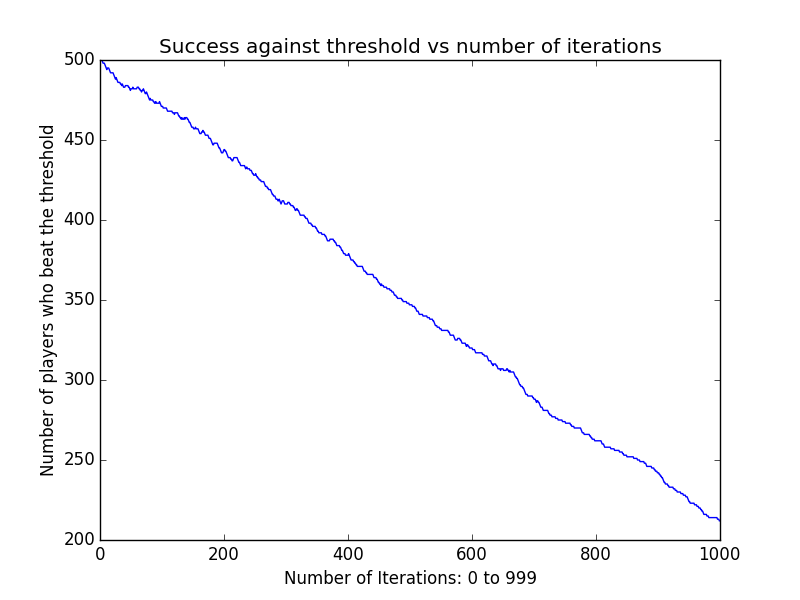 Success against threshold vs number of iterations
500
450
400
350
300
250
200
Number of players who beat the threshold
0 200 400 600 800 1000
Number of Iterations: 0 to 999